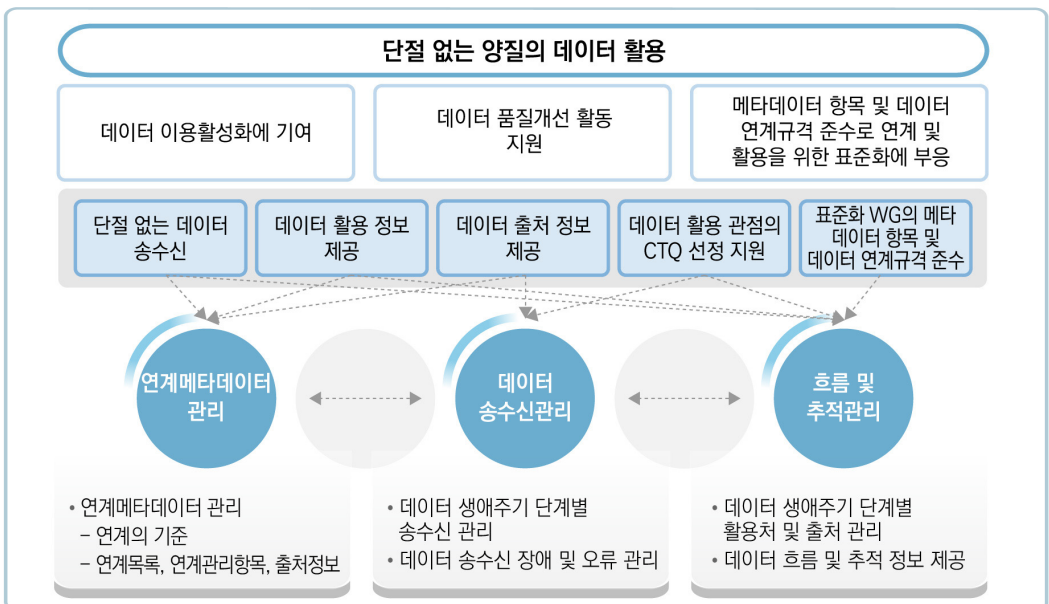 단절 없는 양질의 데이터 활용
데이터 이용활성화에 기여
데이터 품질개선 활동
지원
메타데이터 항목 및 데이터
연계규격 준수로 연계 및
활용을 위한 표준화에 부응
단절 없는 데이터
송수신
데이터 활용 정보
제공
데이터 출처 정보
제공
데이터 활용 관점의
CTQ 선정 지원
표준화 WG의 메타
데이터 항목 및
데이터 연계규격 준수
연계메타데이터
관리
데이터
송수신관리
흐름 및
추적관리
• 연계메타데이터 관리
– 연계의 기준
– 연계목록, 연계관리항목, 출처정보
• 데이터 생애주기 단계별
송수신 관리
• 데이터 송수신 장애 및 오류 관리
• 데이터 생애주기 단계별
활용처 및 출처 관리
• 데이터 흐름 및 추적 정보 제공